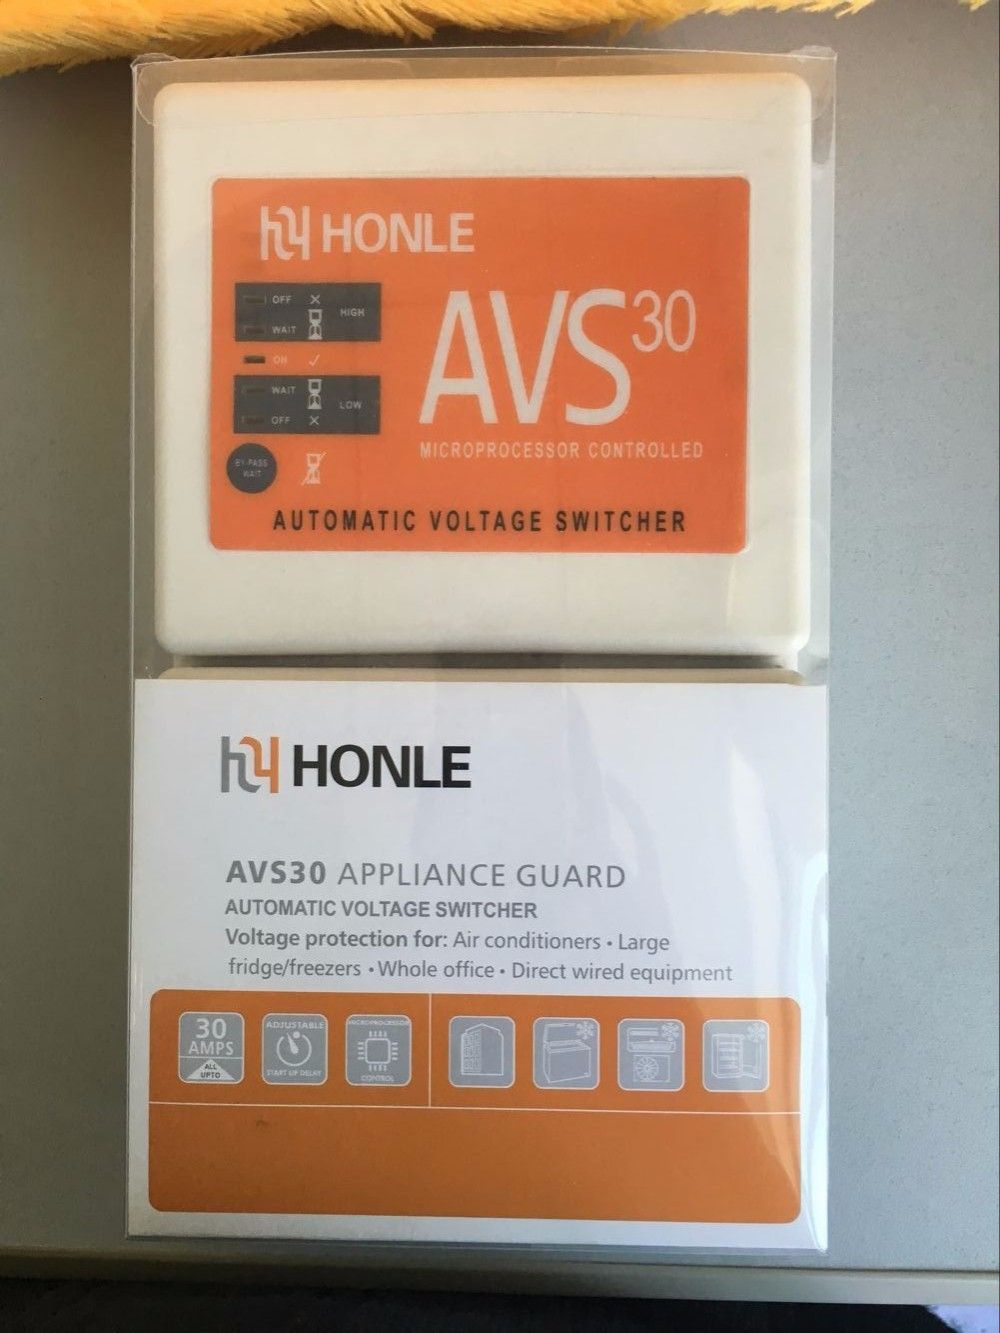 HONLE
OFF
HIGH
WAIT
ON
WAIT
LOW
OFF
BY-PASS
WAIT
AVS30
MICROPROCESSOR CONTROLLED
AUTOMATIC VOLTAGE SWITCHER
HONLE
AVS30 APPLIANCE GUARD
AUTOMATIC VOLTAGE SWITCHER
Voltage protection for: Air conditioners • Large
fridge/freezers • Whole office • Direct wired equipment
30
AMPS
ALL
UPTO
ADJUSTABLE
START UP DELAY
MICROPROCESSOR
CONTROL